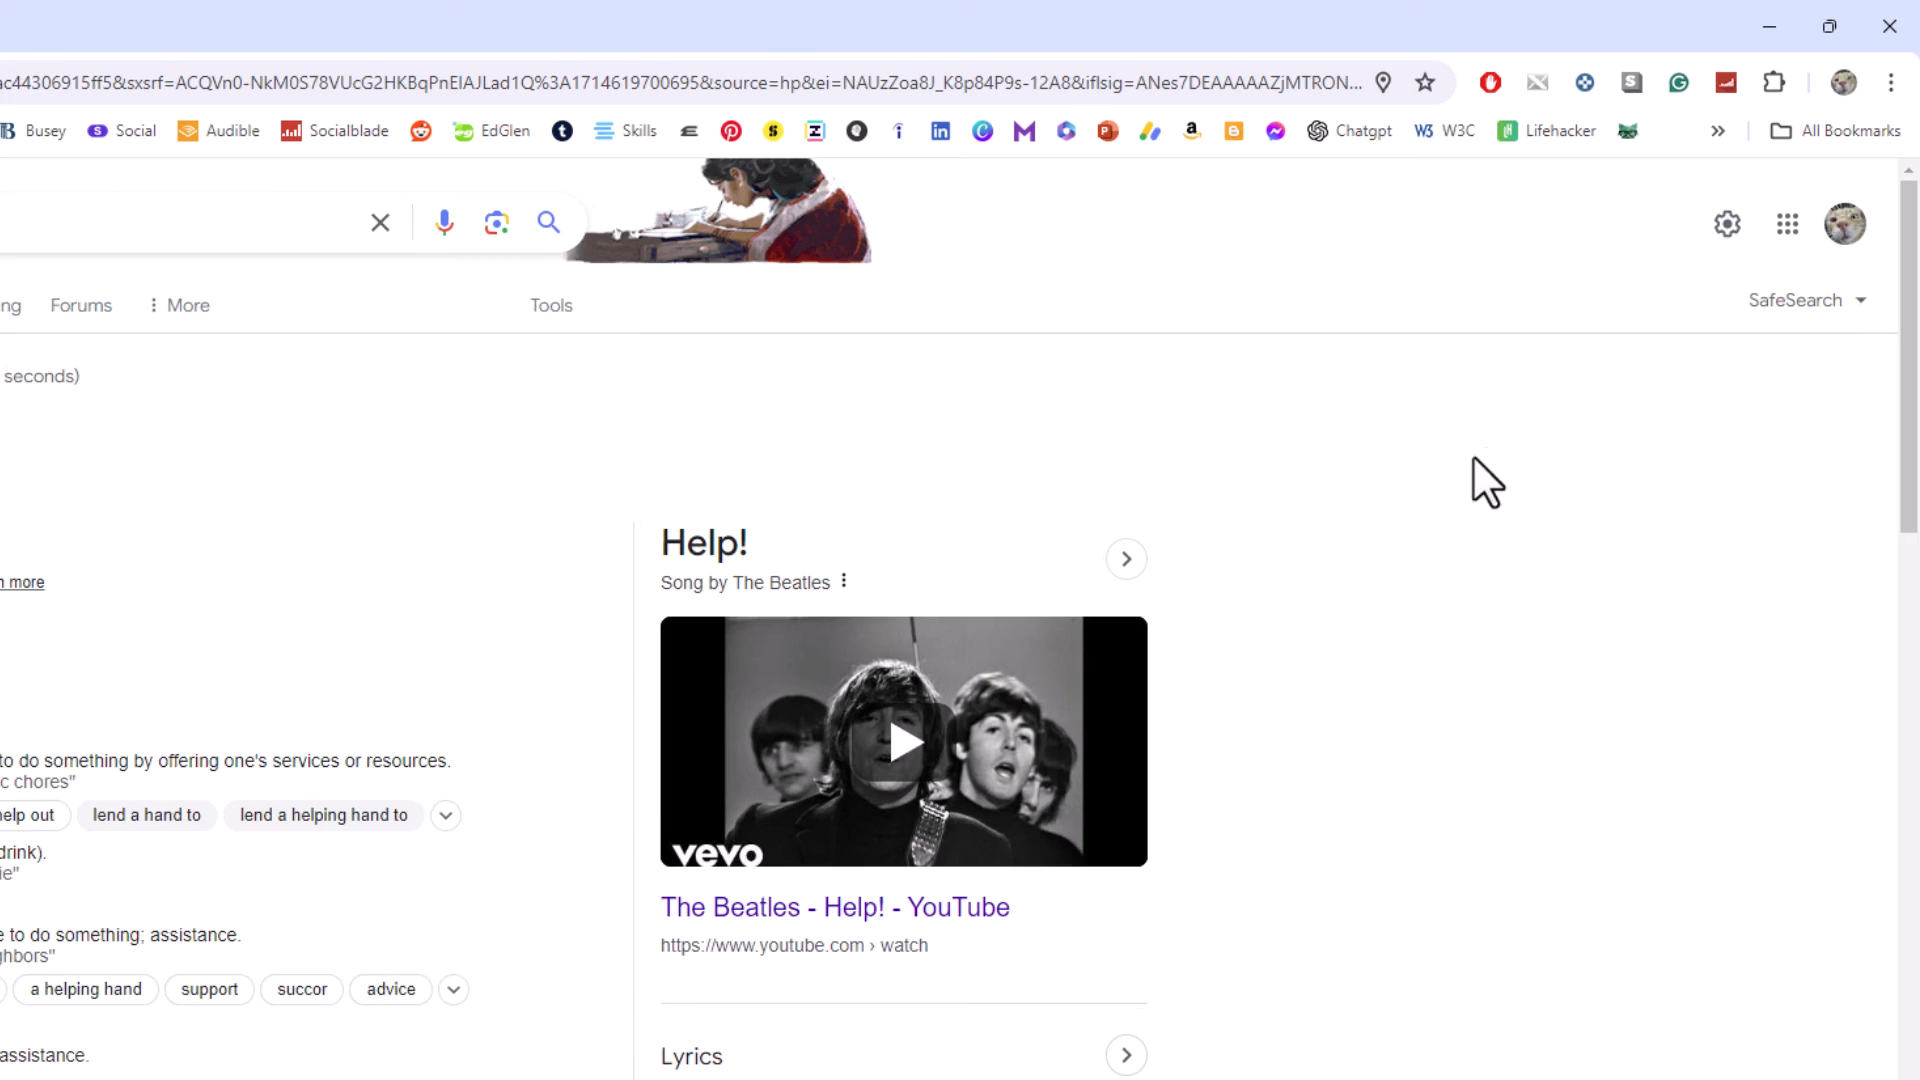 ac44306915ff5&sxsrf=ACQVn0-NkM0S78VUcG2HKBqPnEIAJLad1Q%3A1714619700695&source=hp&ei=NAUzZoa8J_K8p84P9s-12A8&iflsig=ANes7DEAAAAAZjMTRON...
Busey Social Audible Socialblade EdGlen Skills Chatgpt W3C Lifehacker » All Bookmarks
ng Forums More Tools SafeSearch
seconds)
Help!
Song by The Beatles
n more
vevo
to do something by offering one's services or resources.
c chores"
help out lend a hand to lend a helping hand to
drink).
ie"
The Beatles - Help! - YouTube
e to do something; assistance.
https://www.youtube.com › watch
ghbors"
a helping hand support succor advice
assistance.
Lyrics